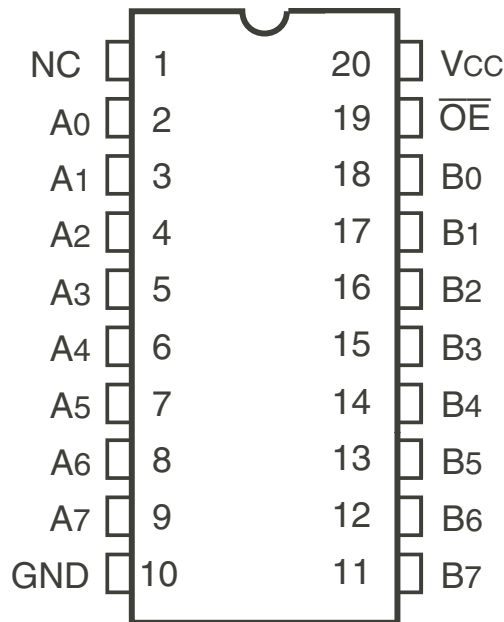 NC 1 20 VCC
A0 2 19 OE
A1 3 18 B0
A2 4 17 B1
A3 5 16 B2
A4 6 15 B3
A5 7 14 B4
A6 8 13 B5
A7 9 12 B6
GND 10 11 B7